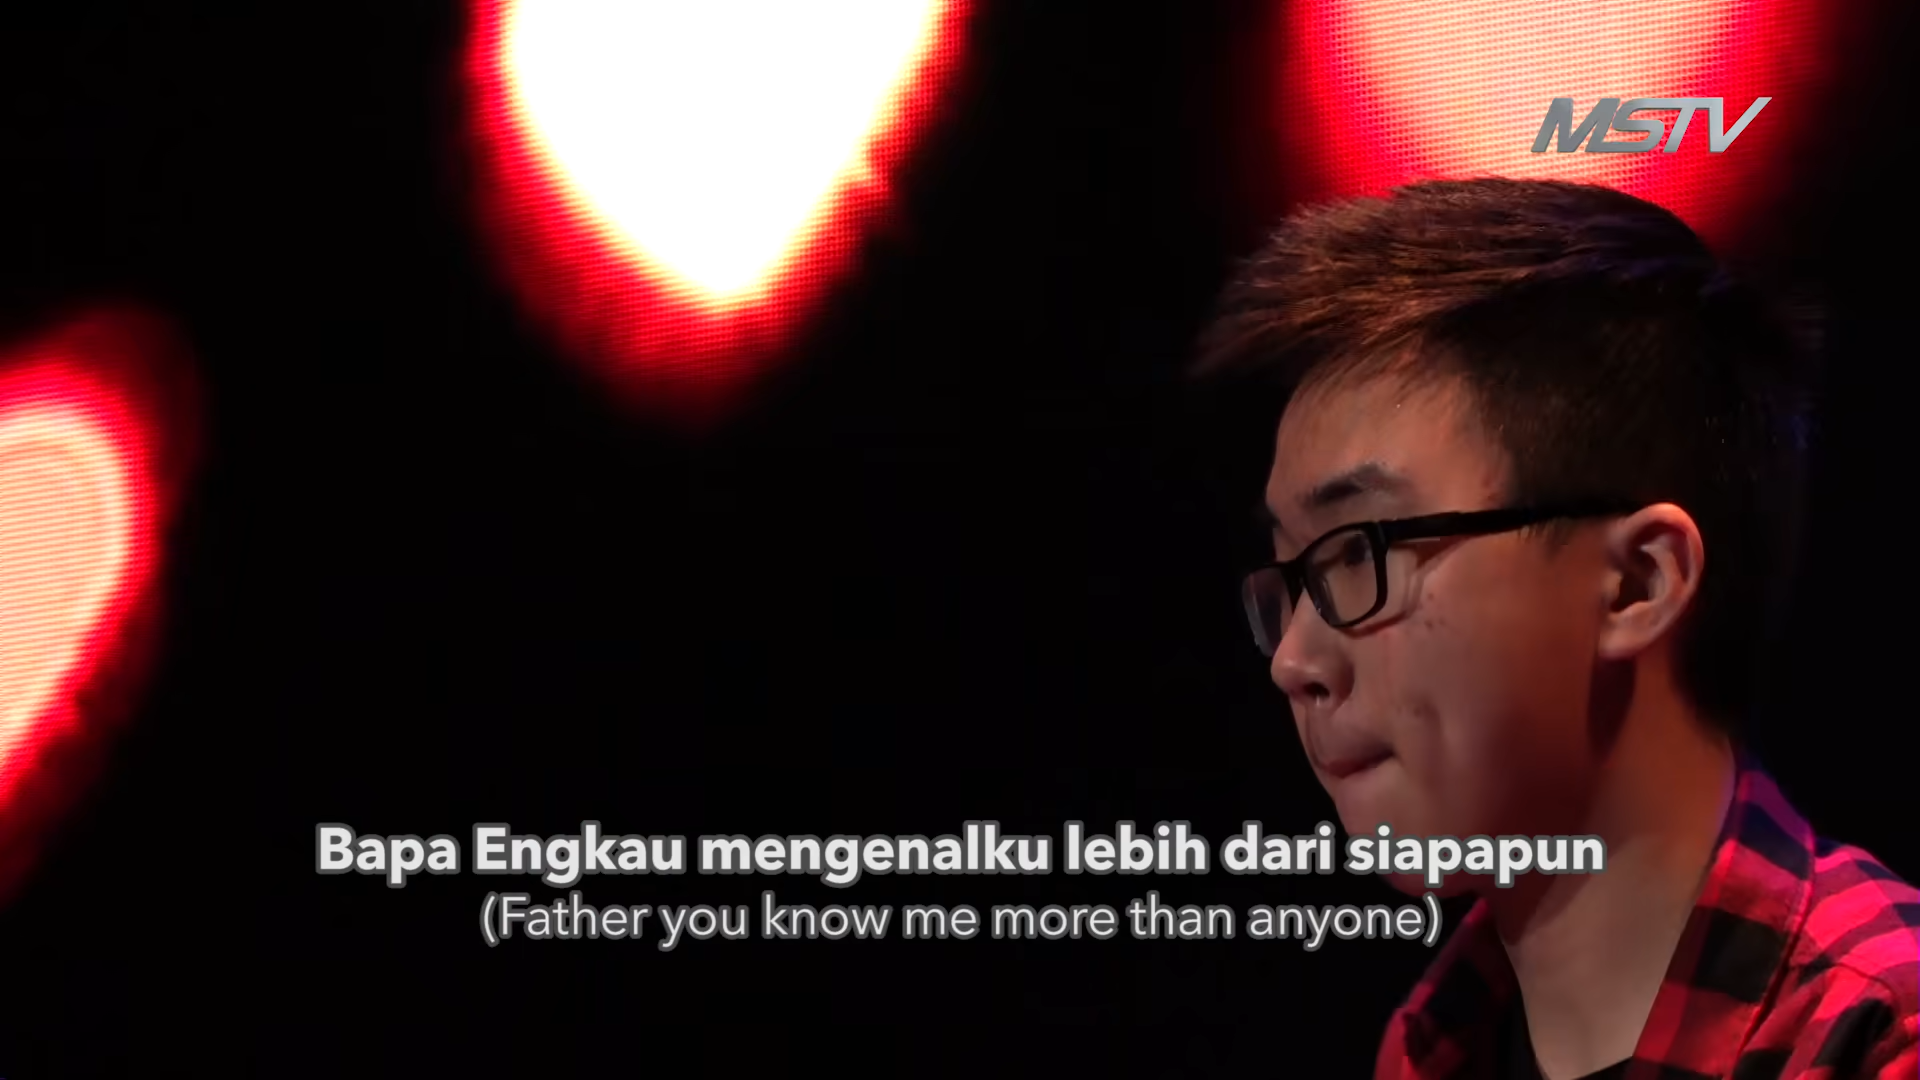 MSTV
Bapa Engkau mengenalku lebih dari siapapun
(Father you know me more than anyone)